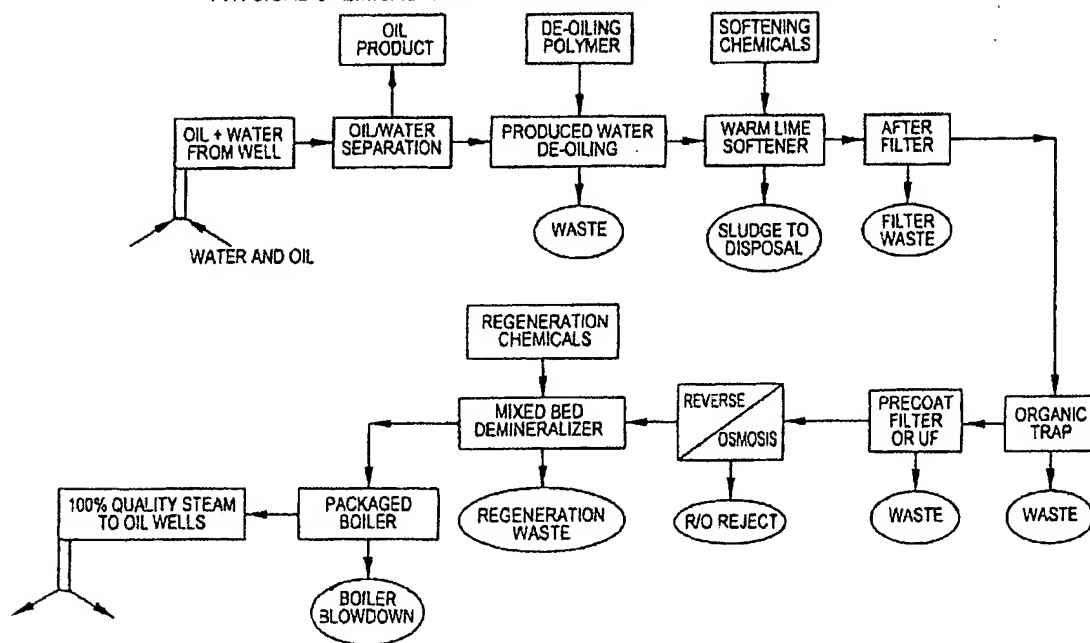 OIL
PRODUCT
DE-OILING
POLYMER
SOFTENING
CHEMICALS
OIL + WATER
FROM WELL
OIL/WATER
SEPARATION
PRODUCED WATER
DE-OILING
WARM LIME
SOFTENER
AFTER
FILTER
WASTE
SLUDGE TO
DISPOSAL
FILTER
WASTE
WATER AND OIL
REGENERATION
CHEMICALS
MIXED BED
DEMINERALIZER
REVERSE
OSMOSIS
PRECOAT
FILTER
OR UF
ORGANIC
TRAP
100% QUALITY STEAM
TO OIL WELLS
PACKAGED
BOILER
REGENERATION
WASTE
R/O REJECT
WASTE
WASTE
BOILER
BLOWDOWN